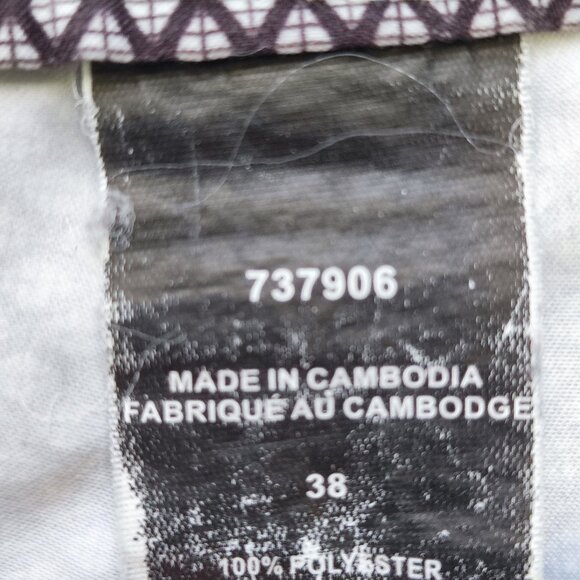 737906
MADE IN CAMBODIA
FABRIQUÉ AU CAMBODGE
38
100% POLYESTER